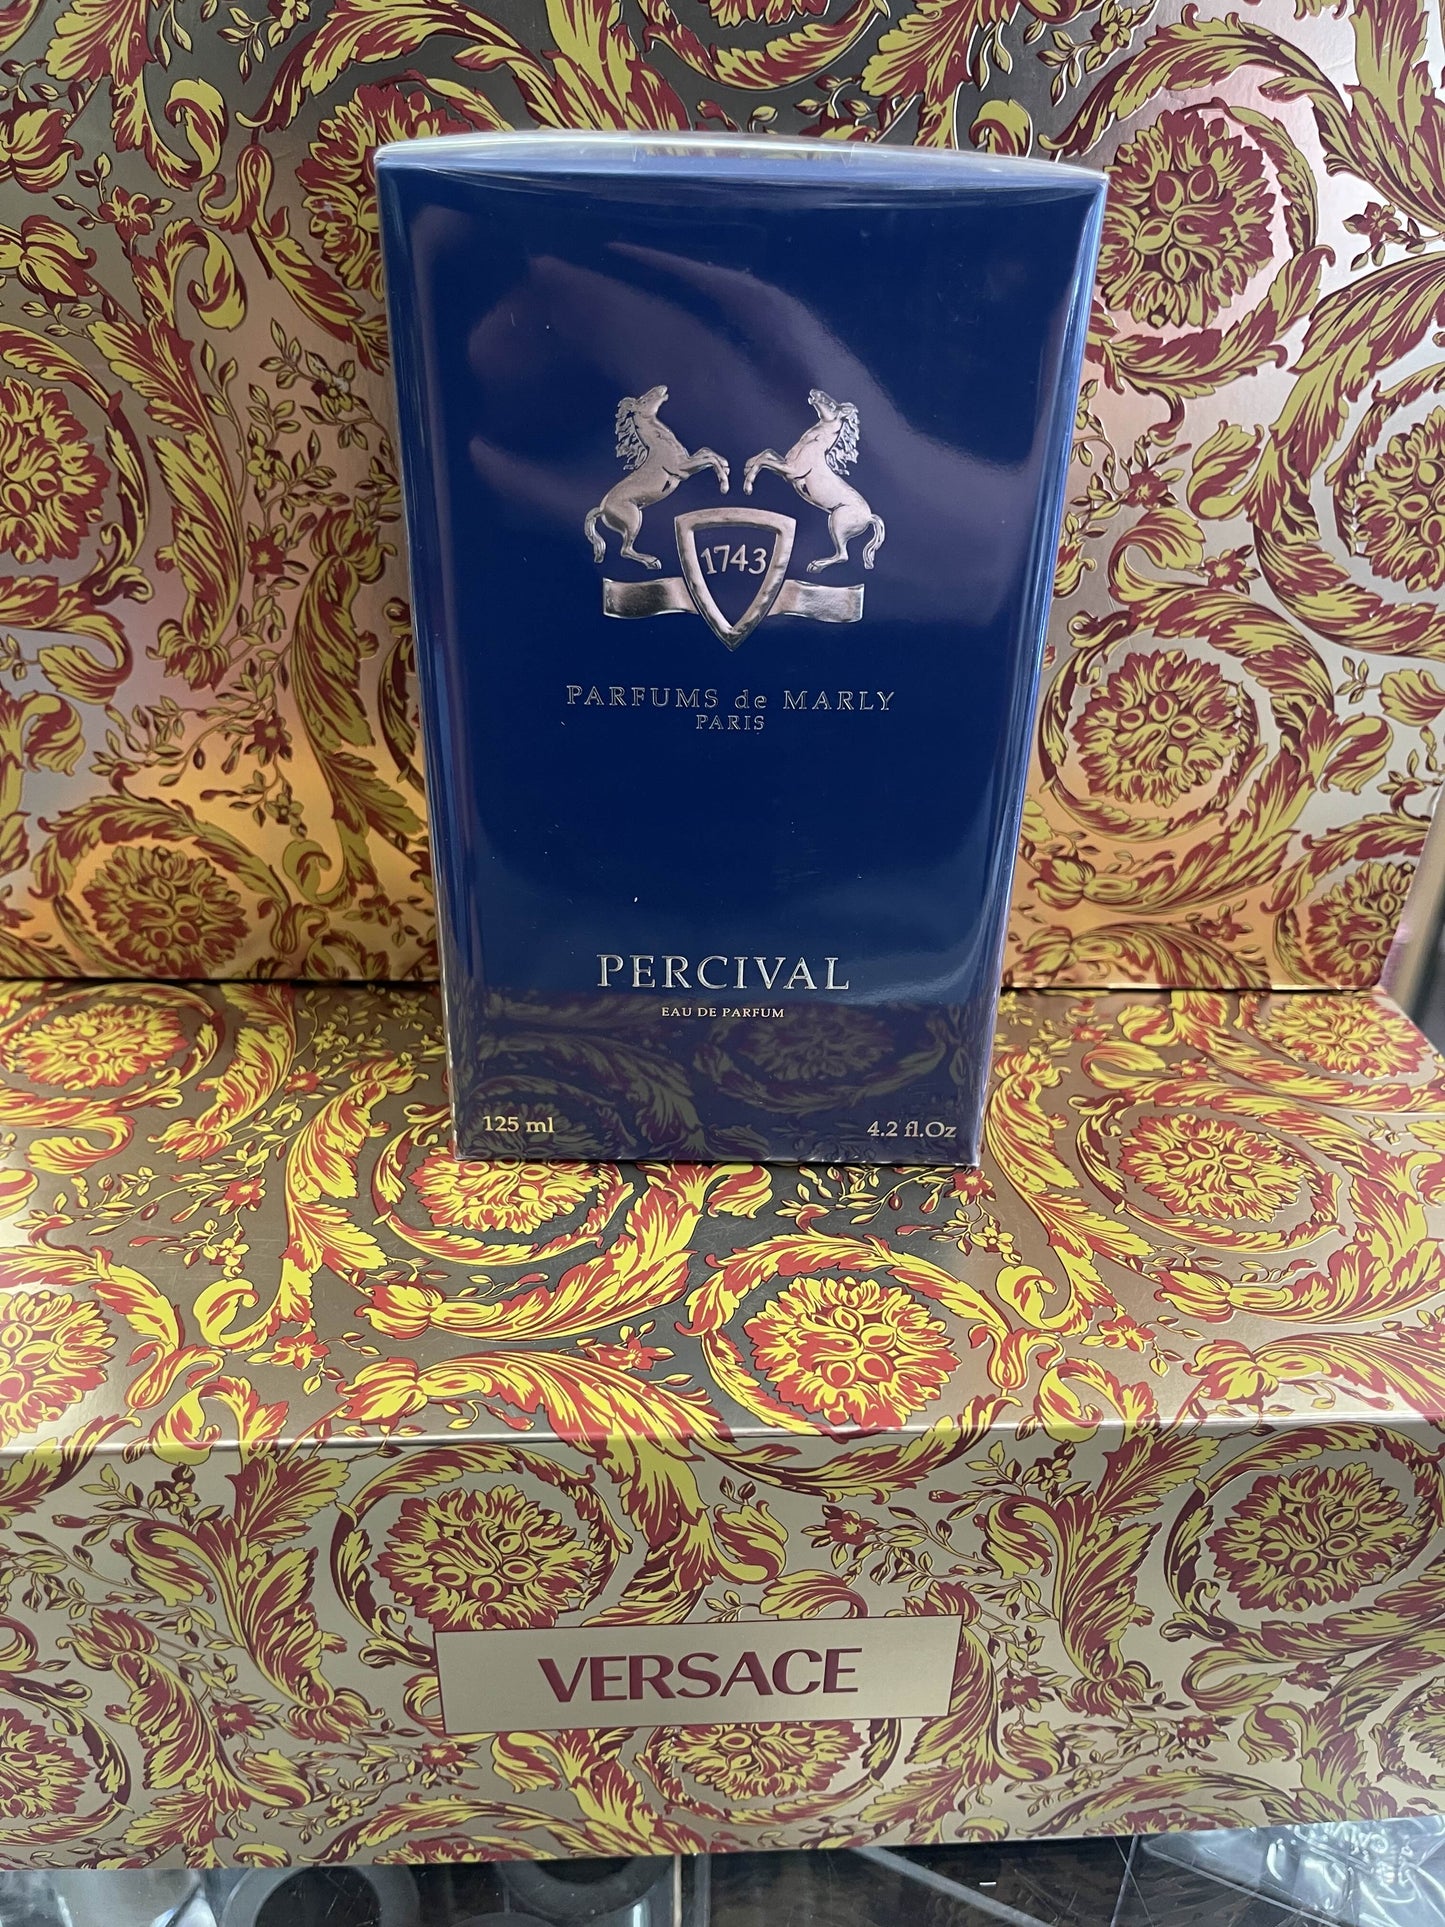 1743
PARFUMS de MARLY
PARIS
PERCIVAL
EAU DE PARFUM
125 ml
4.2 fl.Oz
VERSACE